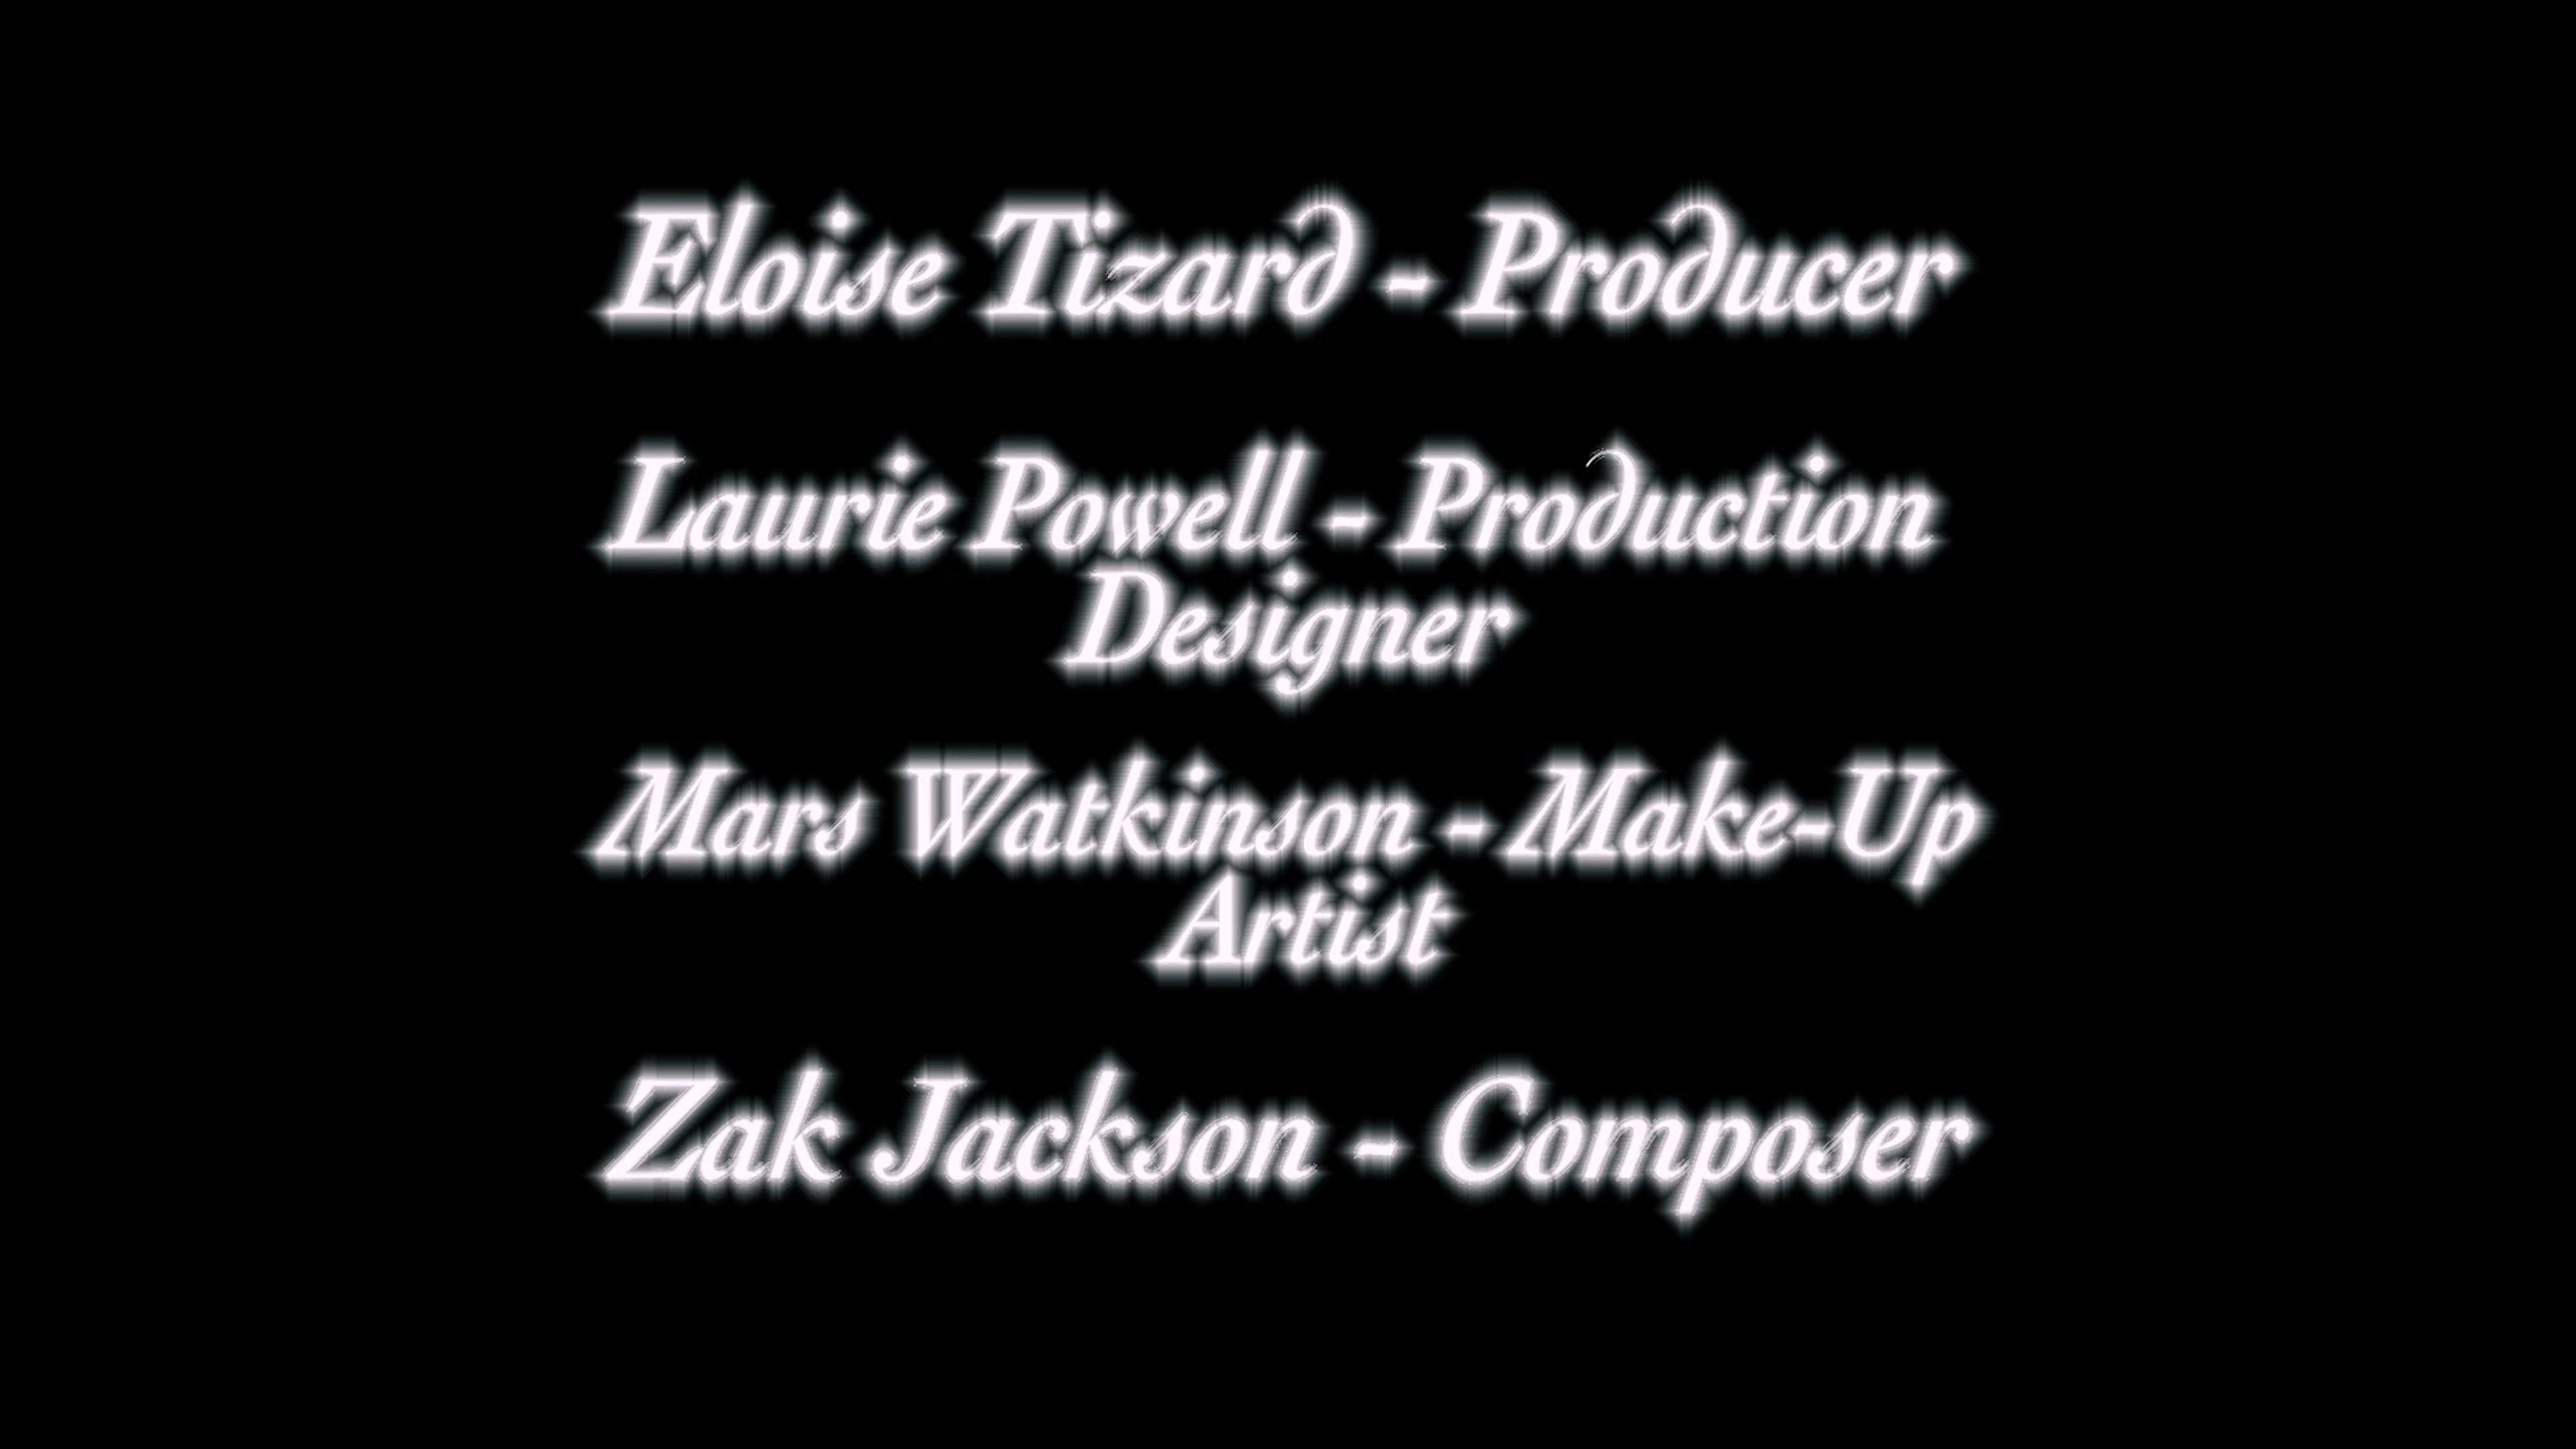 Eloise Tizard - Producer
Laurie Powell - Production
Designer
Mars Watkinson - Make-Up
Artist
Zak Jackson - Composer